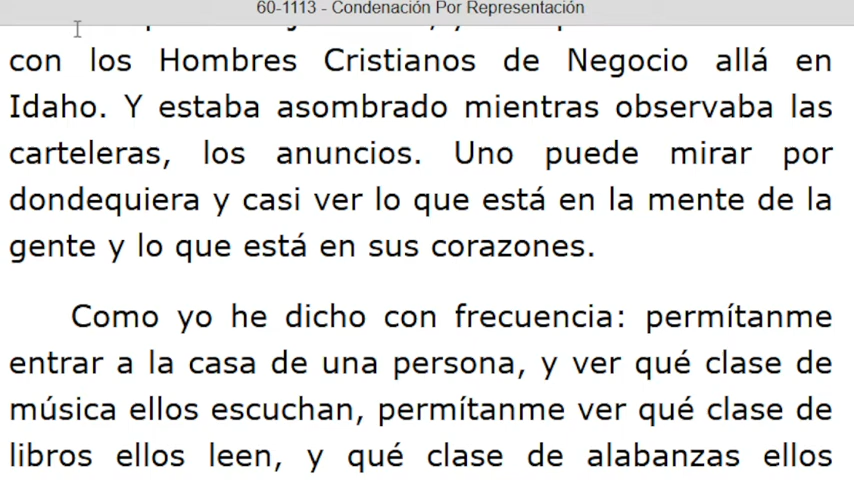 60-1113 - Condenación Por Representación
con los Hombres Cristianos de Negocio allá en
Idaho. Y estaba asombrado mientras observaba las
carteleras, los anuncios. Uno puede mirar por
dondequiera y casi ver lo que está en la mente de la
gente y lo que está en sus corazones.
Como yo he dicho con frecuencia: permítanme
entrar a la casa de una persona, y ver qué clase de
música ellos escuchan, permítanme ver qué clase de
libros ellos leen, y qué clase de alabanzas ellos